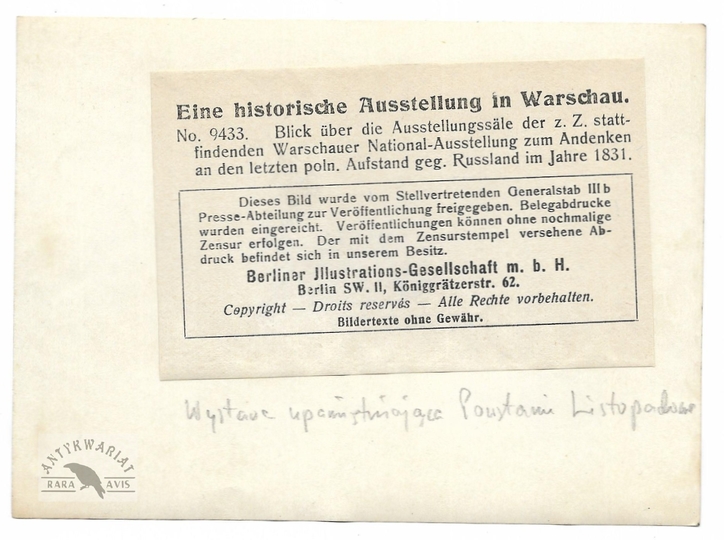 Eine historische Ausstellung in Warschau.
No. 9433. Blick über die Ausstellungssäle der z. Z. statt-
findenden Warschauer National-Ausstellung zum Andenken
an den letzten poln. Aufstand geg. Russland im Jahre 1831.
Dieses Bild wurde vom Stellvertretenden Generalstab III b
Presse-Abteilung zur Veröffentlichung freigegeben. Belegabdrucke
wurden eingereicht. Veröffentlichungen können ohne nochmalige
Zensur erfolgen. Der mit dem Zensurstempel versehene Ab-
druck befindet sich in unserem Besitz.
Berliner Jllustrations-Gesellschaft m. b. H.
Berlin SW. 11, Königgrätzerstr. 62.
Copyright — Droits reservés — Alle Rechte vorbehalten.
Bildertexte ohne Gewähr.
Wystawa upamiętniająca Powstanie Listopadowe
ANTYKWARIAT
RARA AVIS